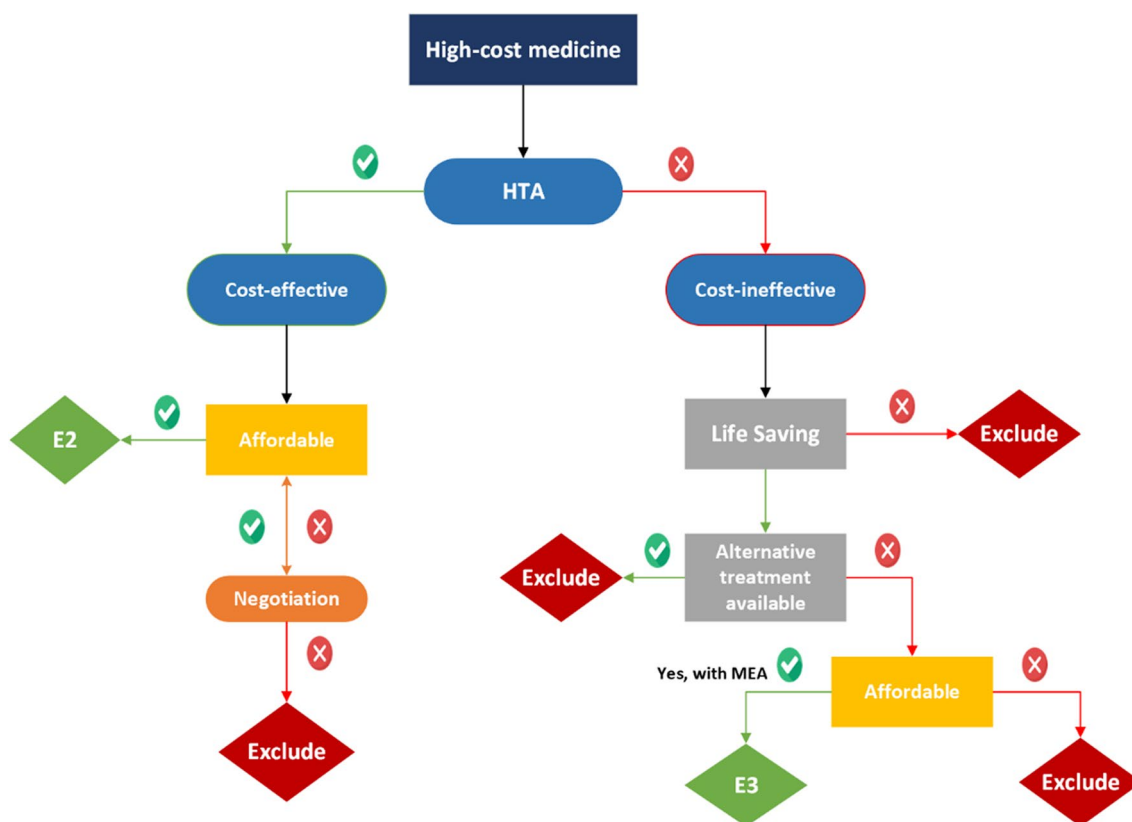 High-cost medicine
HTA
Cost-effective
Cost-ineffective
E2
Affordable
Life Saving
Exclude
Exclude
Alternative
treatment
available
Negotiation
Yes, with MEA
Affordable
Exclude
E3
Exclude